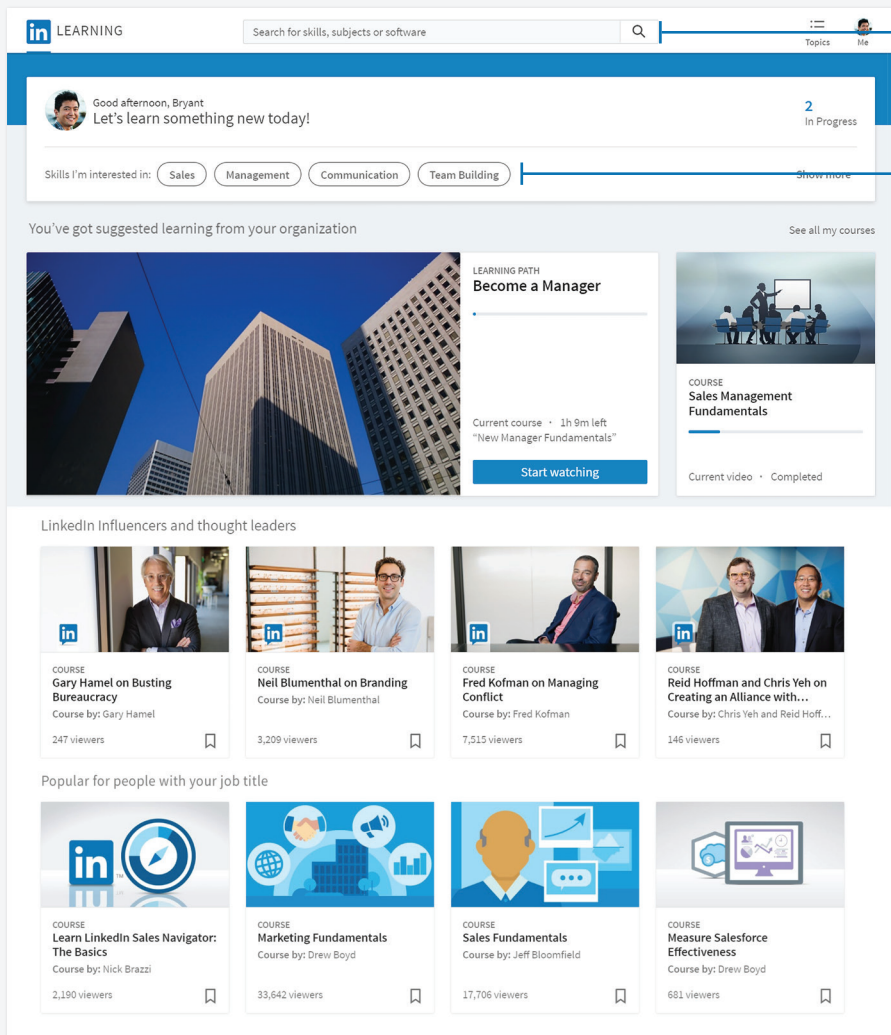 in LEARNING
Search for skills, subjects or software
Topics
Me
Good afternoon, Bryant
Let's learn something new today!
2
In Progress
Skills I'm interested in: Sales Management Communication Team Building Show more
You've got suggested learning from your organization
See all my courses
LEARNING PATH
Become a Manager
Current course • 1h 9m left
“New Manager Fundamentals”
Start watching
COURSE
Sales Management
Fundamentals
Current video • Completed
LinkedIn Influencers and thought leaders
in
COURSE
Gary Hamel on Busting
Bureaucracy
Course by: Gary Hamel
247 viewers
in
COURSE
Neil Blumenthal on Branding
Course by: Neil Blumenthal
3,209 viewers
in
COURSE
Fred Kofman on Managing
Conflict
Course by: Fred Kofman
7,515 viewers
in
COURSE
Reid Hoffman and Chris Yeh on
Creating an Alliance with...
Course by: Chris Yeh and Reid Hoff...
146 viewers
Popular for people with your job title
in™
COURSE
Learn LinkedIn Sales Navigator:
The Basics
Course by: Nick Brazzi
2,190 viewers
COURSE
Marketing Fundamentals
Course by: Drew Boyd
33,642 viewers
COURSE
Sales Fundamentals
Course by: Jeff Bloomfield
17,706 viewers
COURSE
Measure Salesforce
Effectiveness
Course by: Drew Boyd
681 viewers